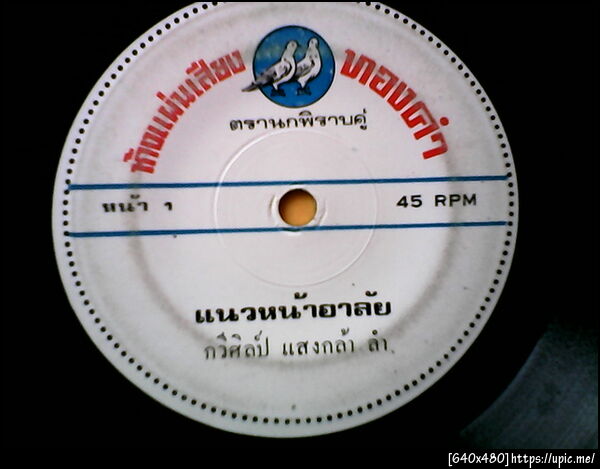 ห้างแผ่นเสียง ทองคำ
ตรานกพิราบคู่
หน้า ๑ 45 RPM
แนวหน้าอาลัย
กวีศิลป์ แสงกล้า ลำ
[640x480]https://upic.me/